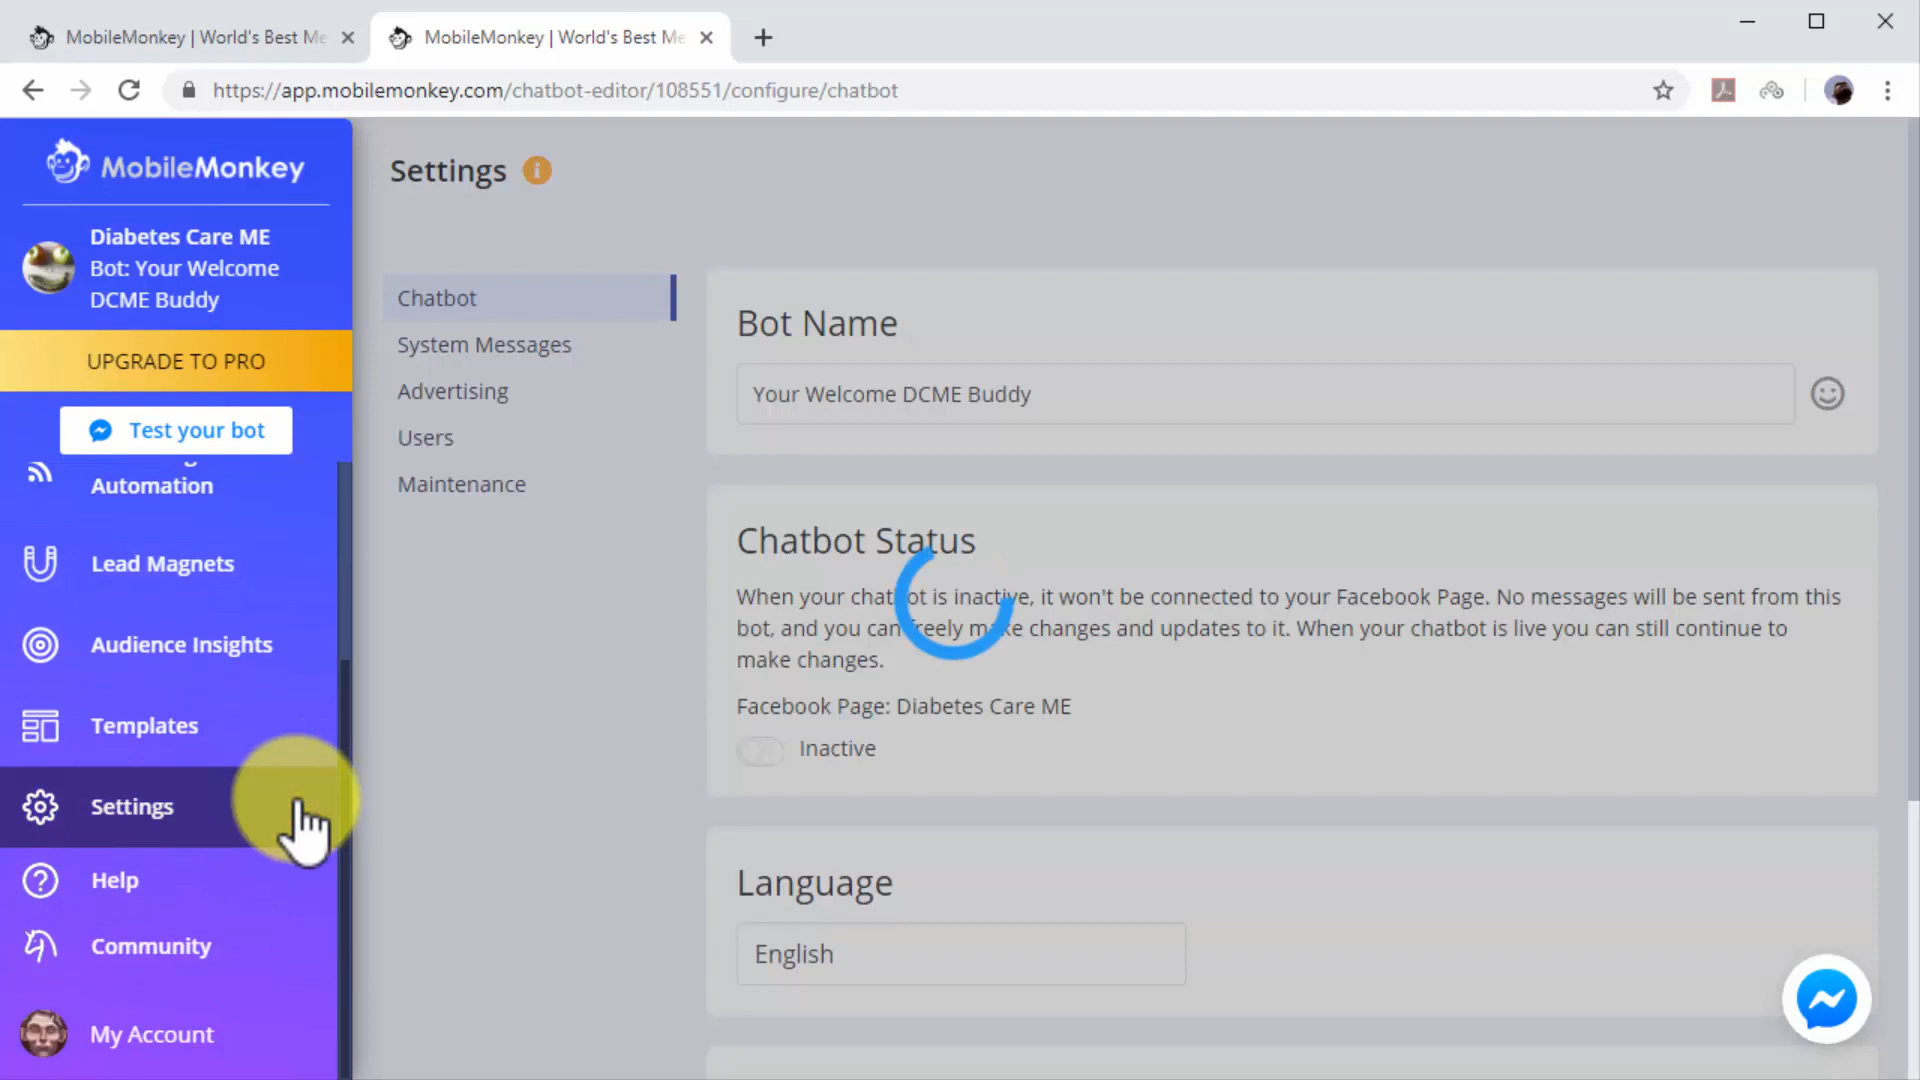 MobileMonkey | World's Best Me
MobileMonkey | World's Best Me
https://app.mobilemonkey.com/chatbot-editor/108551/configure/chatbot
MobileMonkey
Diabetes Care ME
Bot: Your Welcome
DCME Buddy
UPGRADE TO PRO
Test your bot
Automation
Lead Magnets
Audience Insights
Templates
Settings
Help
Community
My Account
Settings
Chatbot
System Messages
Advertising
Users
Maintenance
Bot Name
Your Welcome DCME Buddy
Chatbot Status
When your chatbot is inactive, it won't be connected to your Facebook Page. No messages will be sent from this
bot, and you can freely make changes and updates to it. When your chatbot is live you can still continue to
make changes.
Facebook Page: Diabetes Care ME
Inactive
Language
English